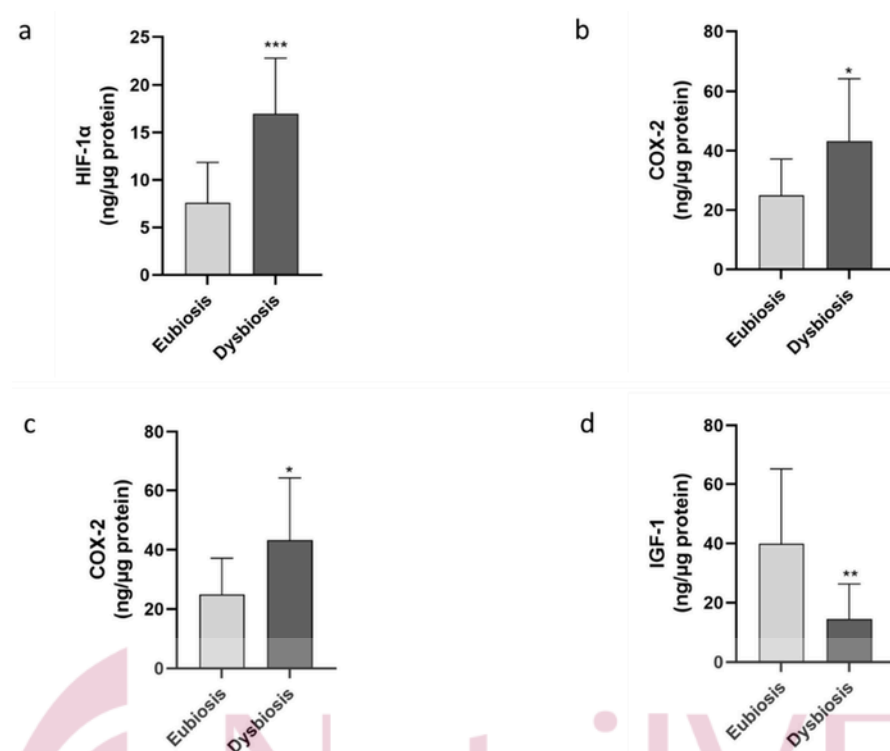 a
25
20
15
10
5
0
HIF-1α
(ng/µg protein)
***
Eubiosis
Dysbiosis
b
80
60
40
20
0
COX-2
(ng/µg protein)
*
Eubiosis
Dysbiosis
c
80
60
40
20
0
COX-2
(ng/µg protein)
*
Eubiosis
Dysbiosis
d
80
60
40
20
0
IGF-1
(ng/µg protein)
**
Eubiosis
Dysbiosis